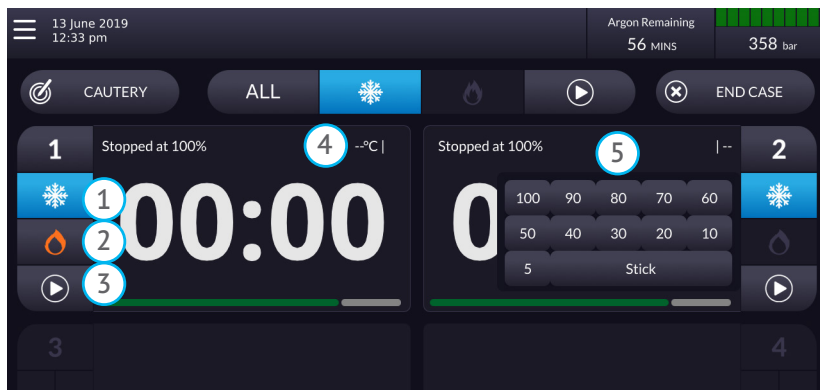 13 June 2019
12:33 pm
Argon Remaining
56 MINS
358 bar
CAUTERY
ALL
END CASE
1
Stopped at 100%
4
--°C |
Stopped at 100%
5
| --
2
1
2
3
00:00
0
100 90 80 70 60
50 40 30 20 10
5 Stick
3
4